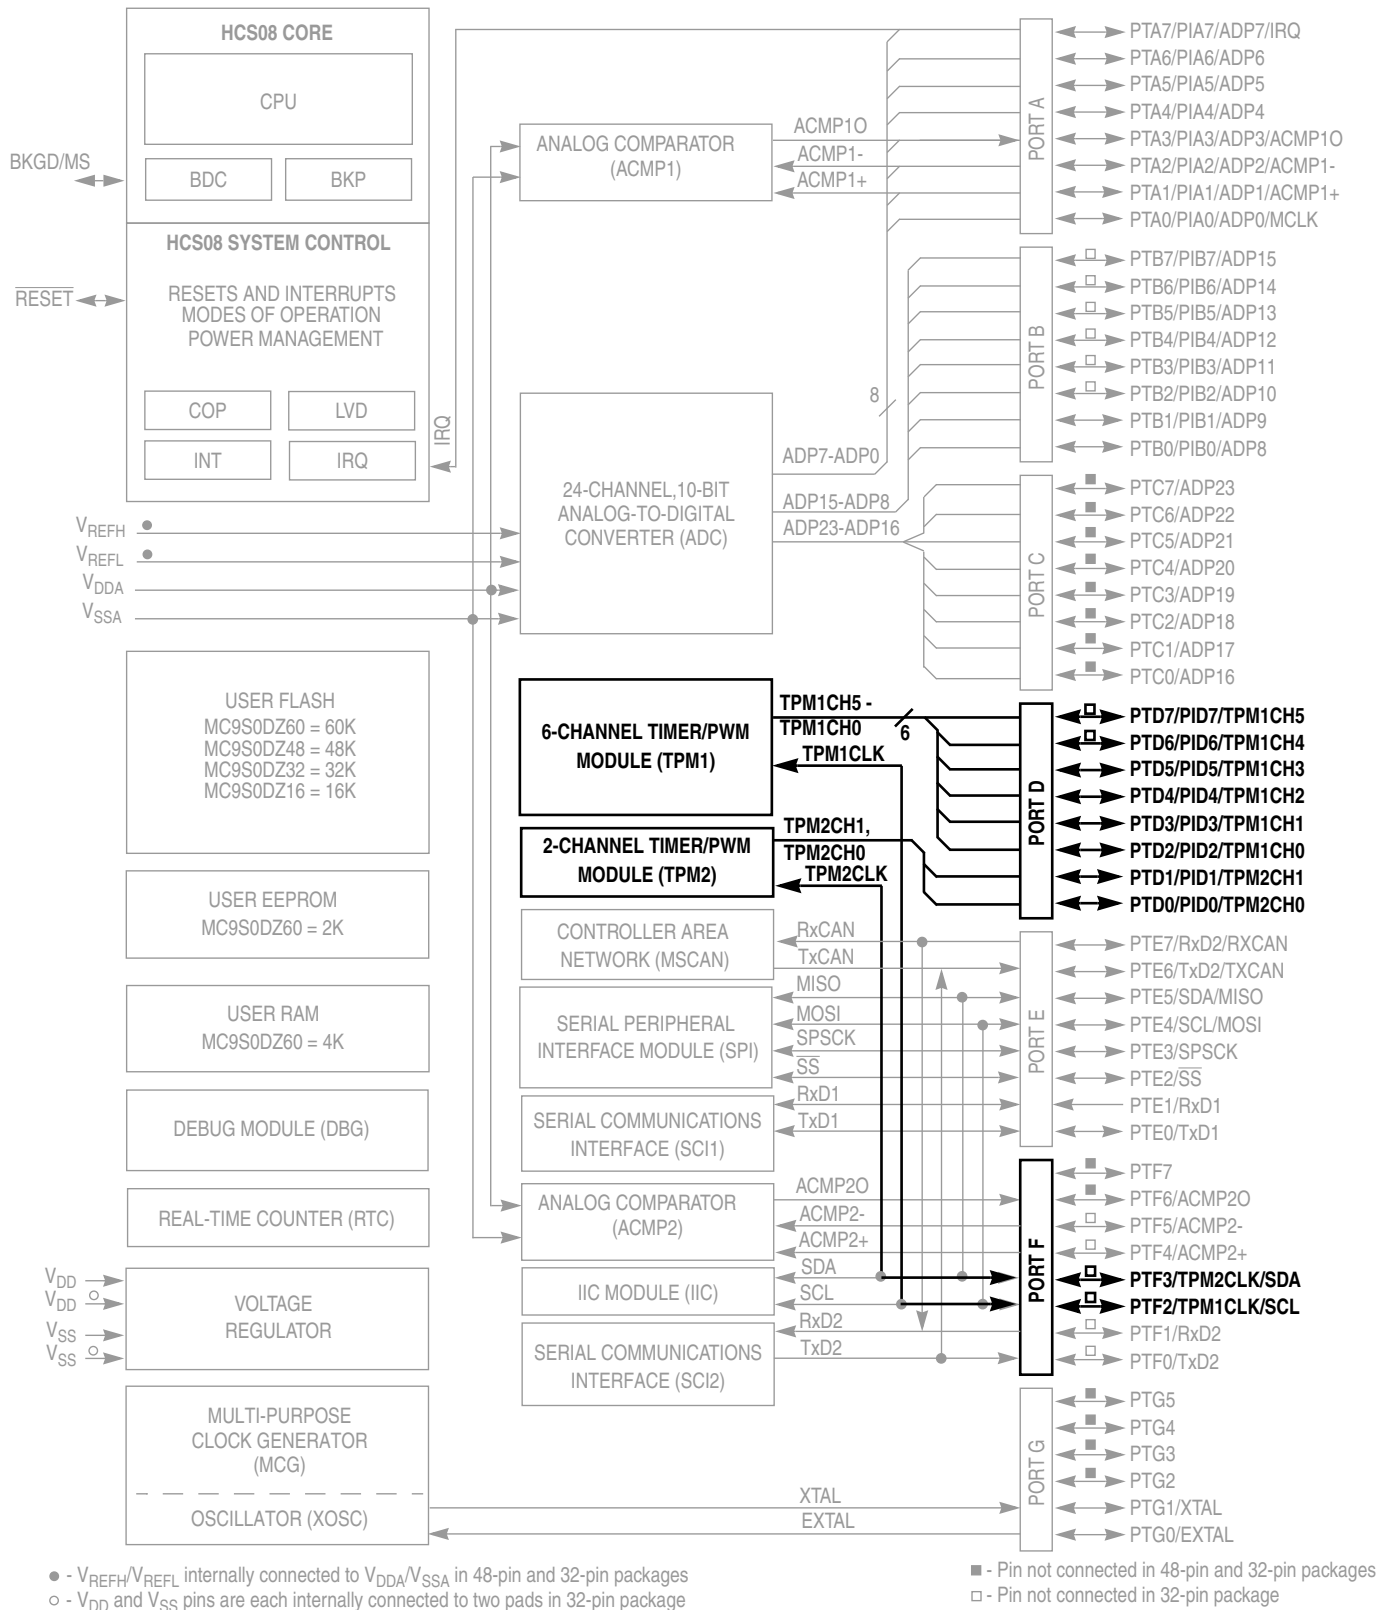 HCS08 CORE
CPU
BDC
BKP
BKGD/MS
HCS08 SYSTEM CONTROL
RESETS AND INTERRUPTS
MODES OF OPERATION
POWER MANAGEMENT
RESET
COP
LVD
INT
IRQ
IRQ
VREFH
VREFL
VDDA
VSSA
USER FLASH
MC9S0DZ60 = 60K
MC9S0DZ48 = 48K
MC9S0DZ32 = 32K
MC9S0DZ16 = 16K
USER EEPROM
MC9S0DZ60 = 2K
USER RAM
MC9S0DZ60 = 4K
DEBUG MODULE (DBG)
REAL-TIME COUNTER (RTC)
VDD
VDD
VSS
VSS
VOLTAGE
REGULATOR
MULTI-PURPOSE
CLOCK GENERATOR
(MCG)
OSCILLATOR (XOSC)
ANALOG COMPARATOR
(ACMP1)
ACMP1O
ACMP1-
ACMP1+
24-CHANNEL,10-BIT
ANALOG-TO-DIGITAL
CONVERTER (ADC)
8
ADP7-ADP0
ADP15-ADP8
ADP23-ADP16
6-CHANNEL TIMER/PWM
MODULE (TPM1)
TPM1CH5 -
TPM1CH0
6
TPM1CLK
2-CHANNEL TIMER/PWM
MODULE (TPM2)
TPM2CH1,
TPM2CH0
TPM2CLK
CONTROLLER AREA
NETWORK (MSCAN)
RxCAN
TxCAN
SERIAL PERIPHERAL
INTERFACE MODULE (SPI)
MISO
MOSI
SPSCK
SS
SERIAL COMMUNICATIONS
INTERFACE (SCI1)
RxD1
TxD1
ANALOG COMPARATOR
(ACMP2)
ACMP2O
ACMP2-
ACMP2+
IIC MODULE (IIC)
SDA
SCL
SERIAL COMMUNICATIONS
INTERFACE (SCI2)
RxD2
TxD2
XTAL
EXTAL
PORT A
PTA7/PIA7/ADP7/IRQ
PTA6/PIA6/ADP6
PTA5/PIA5/ADP5
PTA4/PIA4/ADP4
PTA3/PIA3/ADP3/ACMP1O
PTA2/PIA2/ADP2/ACMP1-
PTA1/PIA1/ADP1/ACMP1+
PTA0/PIA0/ADP0/MCLK
PORT B
PTB7/PIB7/ADP15
PTB6/PIB6/ADP14
PTB5/PIB5/ADP13
PTB4/PIB4/ADP12
PTB3/PIB3/ADP11
PTB2/PIB2/ADP10
PTB1/PIB1/ADP9
PTB0/PIB0/ADP8
PORT C
PTC7/ADP23
PTC6/ADP22
PTC5/ADP21
PTC4/ADP20
PTC3/ADP19
PTC2/ADP18
PTC1/ADP17
PTC0/ADP16
PORT D
PTD7/PID7/TPM1CH5
PTD6/PID6/TPM1CH4
PTD5/PID5/TPM1CH3
PTD4/PID4/TPM1CH2
PTD3/PID3/TPM1CH1
PTD2/PID2/TPM1CH0
PTD1/PID1/TPM2CH1
PTD0/PID0/TPM2CH0
PORT E
PTE7/RxD2/RXCAN
PTE6/TxD2/TXCAN
PTE5/SDA/MISO
PTE4/SCL/MOSI
PTE3/SPSCK
PTE2/SS
PTE1/RxD1
PTE0/TxD1
PORT F
PTF7
PTF6/ACMP2O
PTF5/ACMP2-
PTF4/ACMP2+
PTF3/TPM2CLK/SDA
PTF2/TPM1CLK/SCL
PTF1/RxD2
PTF0/TxD2
PORT G
PTG5
PTG4
PTG3
PTG2
PTG1/XTAL
PTG0/EXTAL
● - VREFH/VREFL internally connected to VDDA/VSSA in 48-pin and 32-pin packages
○ - VDD and VSS pins are each internally connected to two pads in 32-pin package
■ - Pin not connected in 48-pin and 32-pin packages
□ - Pin not connected in 32-pin package